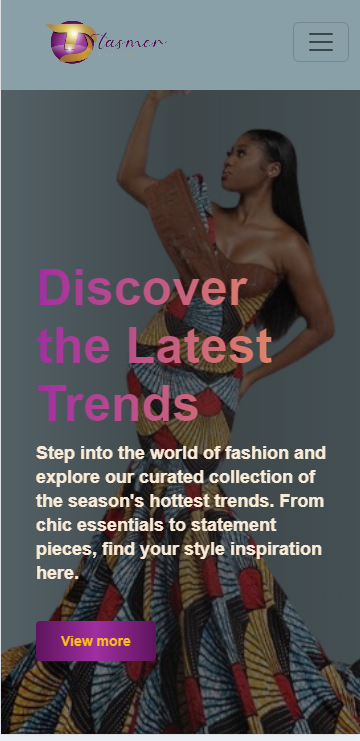 Dlasmen
Discover
the Latest
Trends
Step into the world of fashion and
explore our curated collection of
the season's hottest trends. From
chic essentials to statement
pieces, find your style inspiration
here.
View more